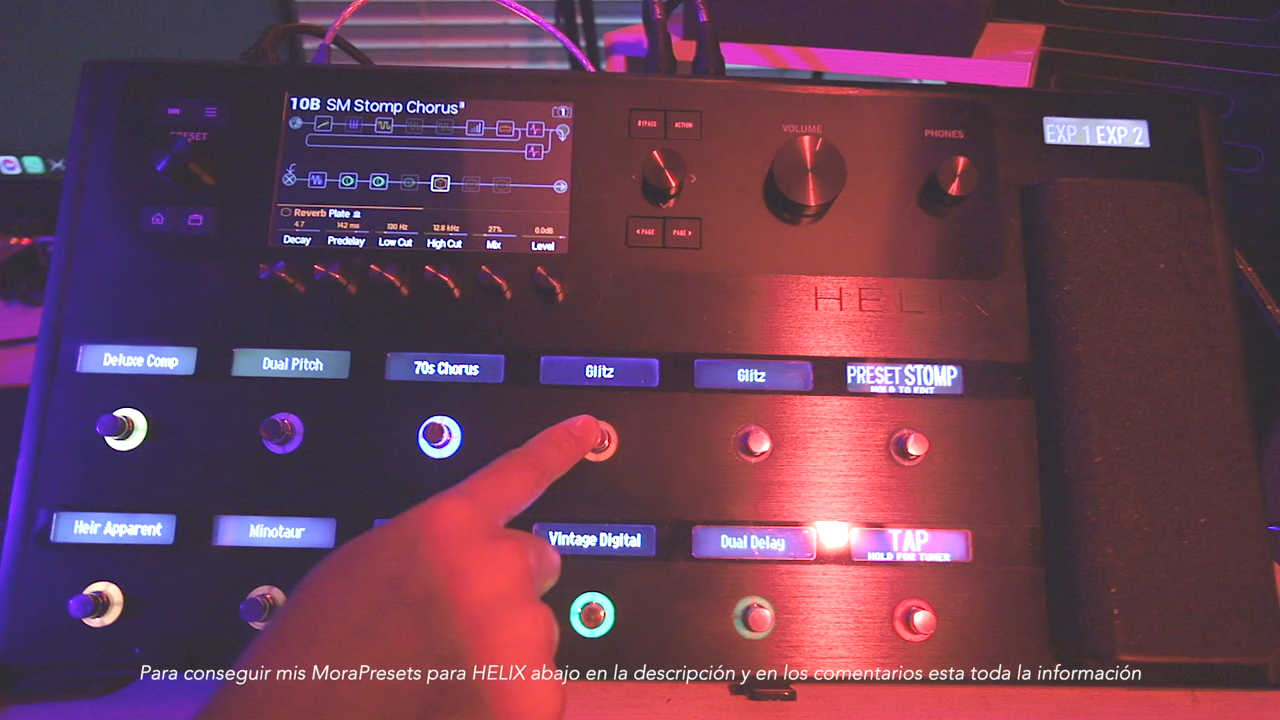 10B SM Stomp Chorus
SAVE
PRESET
BYPASS
ACTION
VOLUME
PHONES
EXP 1 EXP 2
Reverb Plate
4.7 142 ms 130 Hz 12.8 kHz 27% 0.0dB
Decay Predelay Low Cut High Cut Mix Level
◀ PAGE
PAGE ▶
HELIX
Deluxe Comp
Dual Pitch
70s Chorus
Glitz
Glitz
PRESET STOMP
HOLD TO EDIT
Heir Apparent
Minotaur
Vintage Digital
Dual Delay
TAP
HOLD FOR TUNER
Para conseguir mis MoraPresets para HELIX abajo en la descripción y en los comentarios esta toda la información